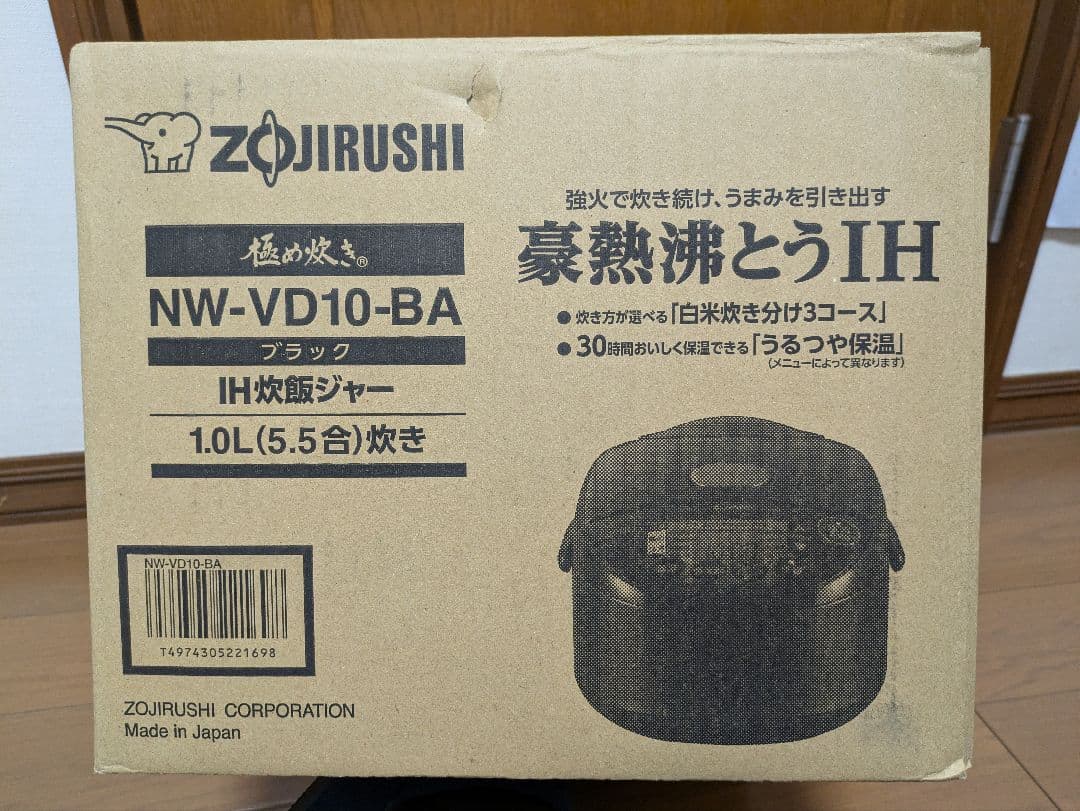 ZOJIRUSHI
極め炊き®
NW-VD10-BA
ブラック
IH炊飯ジャー
1.0L(5.5合)炊き
強火で炊き続け、うまみを引き出す
豪熱沸とうIH
● 炊き方が選べる「白米炊き分け3コース」
● 30時間おいしく保温できる「うるつや保温」
(メニューによって異なります)
NW-VD10-BA
T4974305221698
ZOJIRUSHI CORPORATION
Made in Japan